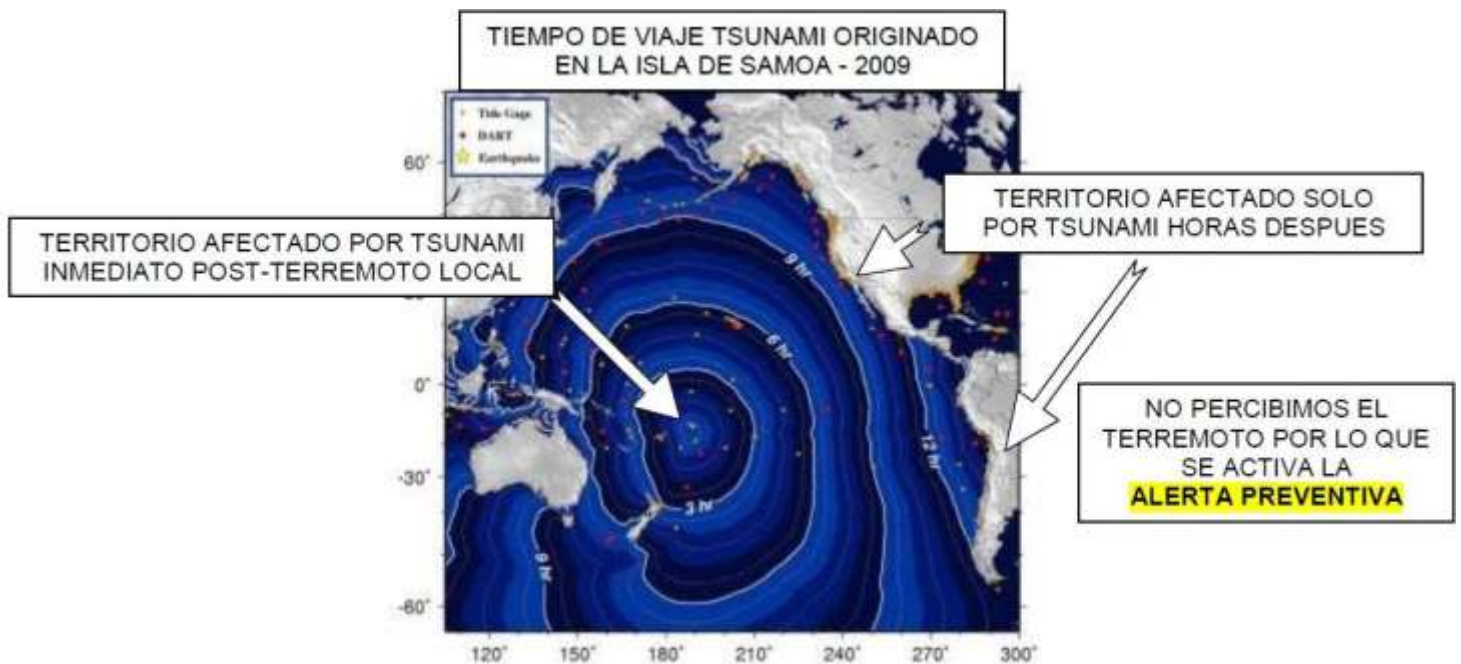 TIEMPO DE VIAJE TSUNAMI ORIGINADO
EN LA ISLA DE SAMOA - 2009
Tide Gage
DART
Earthquake
TERRITORIO AFECTADO SOLO
POR TSUNAMI HORAS DESPUES
TERRITORIO AFECTADO POR TSUNAMI
INMEDIATO POST-TERREMOTO LOCAL
NO PERCIBIMOS EL
TERREMOTO POR LO QUE
SE ACTIVA LA
ALERTA PREVENTIVA
60°
0°
-30°
-60°
9 hr
6 hr
12 hr
3 hr
9 hr
120°
150°
180°
210°
240°
270°
300°